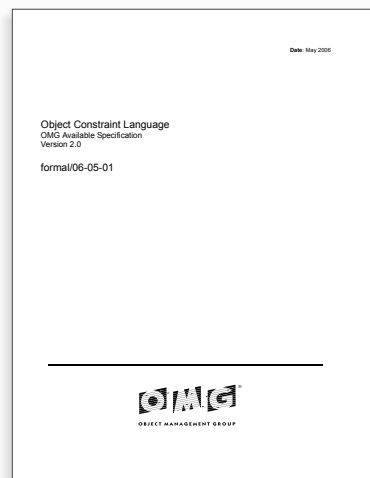 Date: May 2006
Object Constraint Language
OMG Available Specification
Version 2.0
formal/06-05-01
OMG®
OBJECT MANAGEMENT GROUP